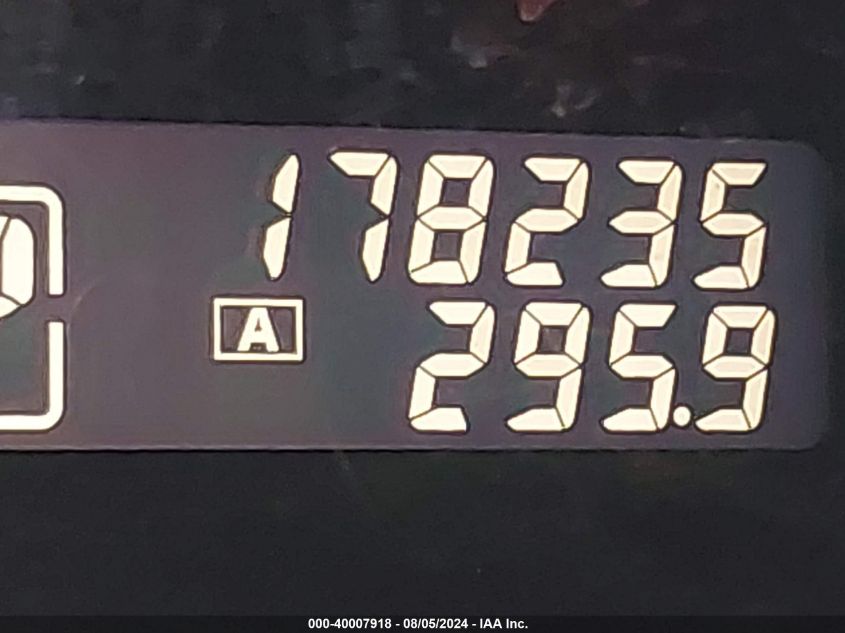 178235
A 295.9
000-40007918 - 08/05/2024 - IAA Inc.